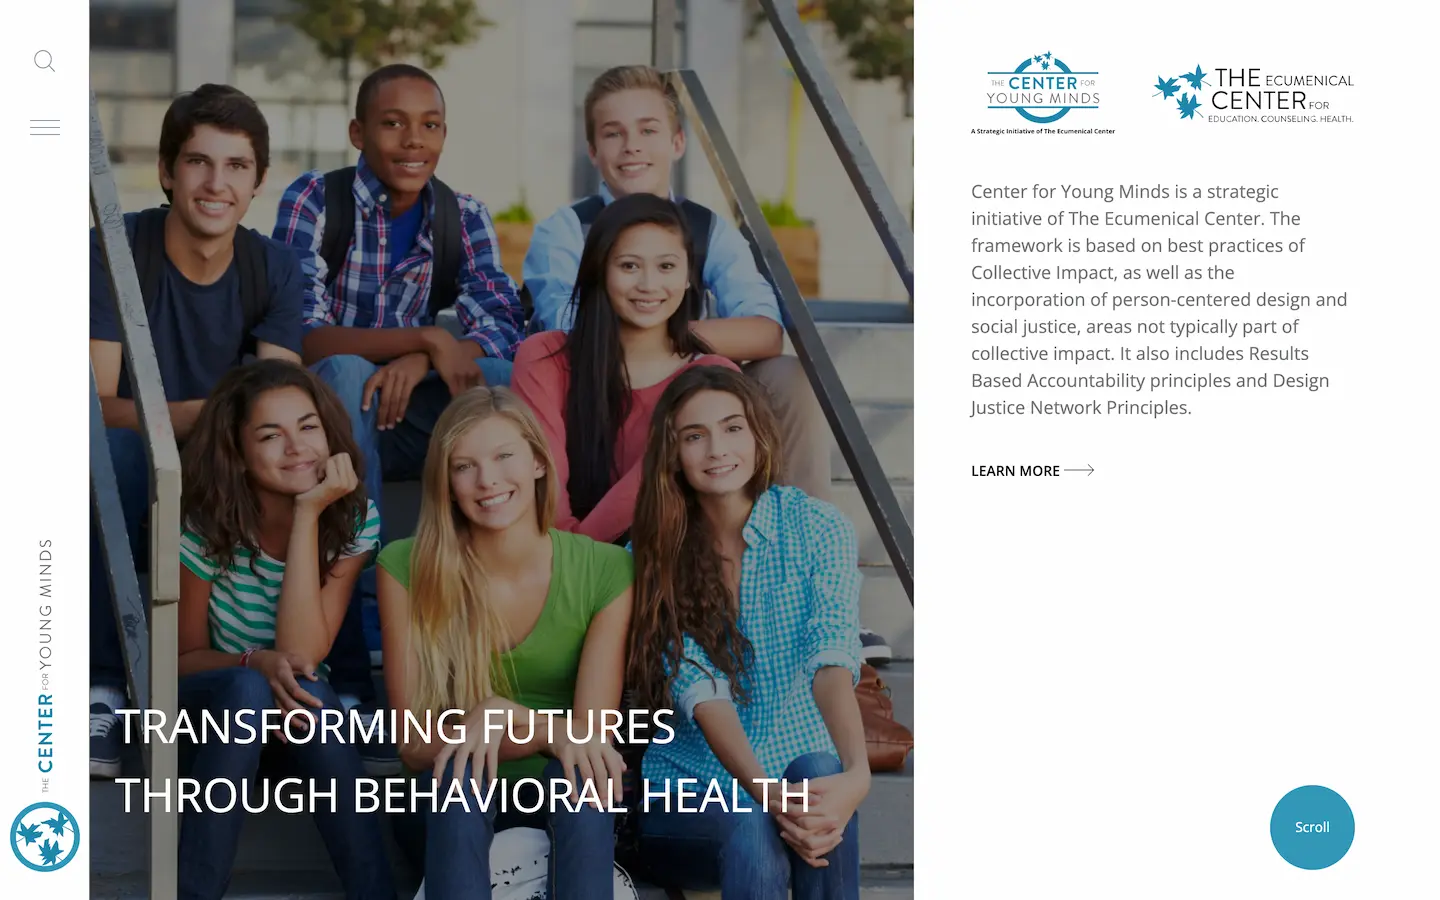 THE CENTER FOR YOUNG MINDS
TRANSFORMING FUTURES
THROUGH BEHAVIORAL HEALTH
THE CENTER FOR
YOUNG MINDS
A Strategic Initiative of The Ecumenical Center
THE ECUMENICAL
CENTER FOR
EDUCATION. COUNSELING. HEALTH.
Center for Young Minds is a strategic
initiative of The Ecumenical Center. The
framework is based on best practices of
Collective Impact, as well as the
incorporation of person-centered design and
social justice, areas not typically part of
collective impact. It also includes Results
Based Accountability principles and Design
Justice Network Principles.
LEARN MORE
Scroll